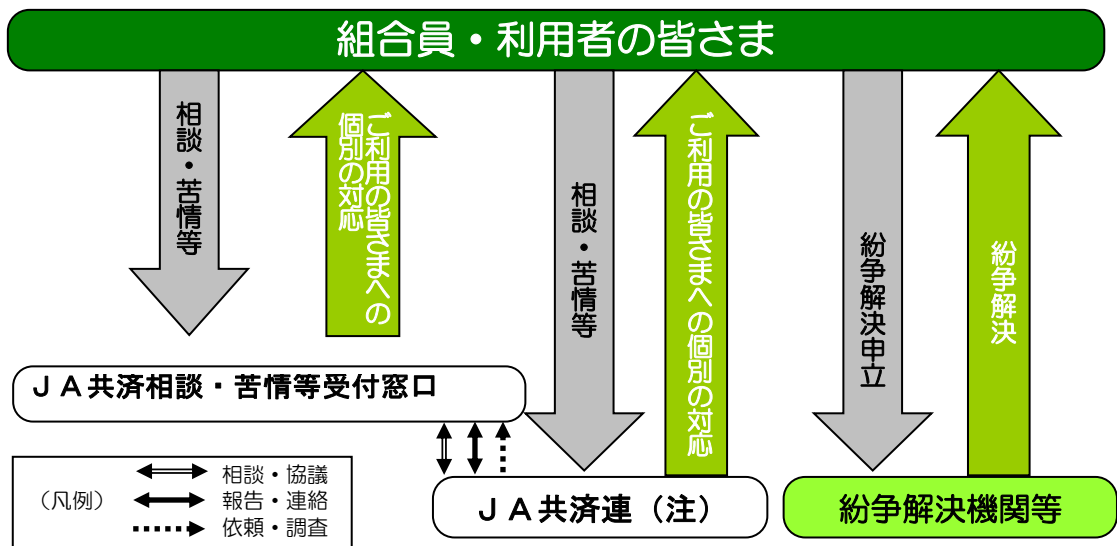 組合員・利用者の皆さま
相談・苦情等
ご利用の皆さまへの
個別の対応
相談・苦情等
ご利用の皆さまへの個別の対応
紛争解決申立
紛争解決
ＪＡ共済相談・苦情等受付窓口
（凡例）
相談・協議
報告・連絡
依頼・調査
ＪＡ共済連（注）
紛争解決機関等